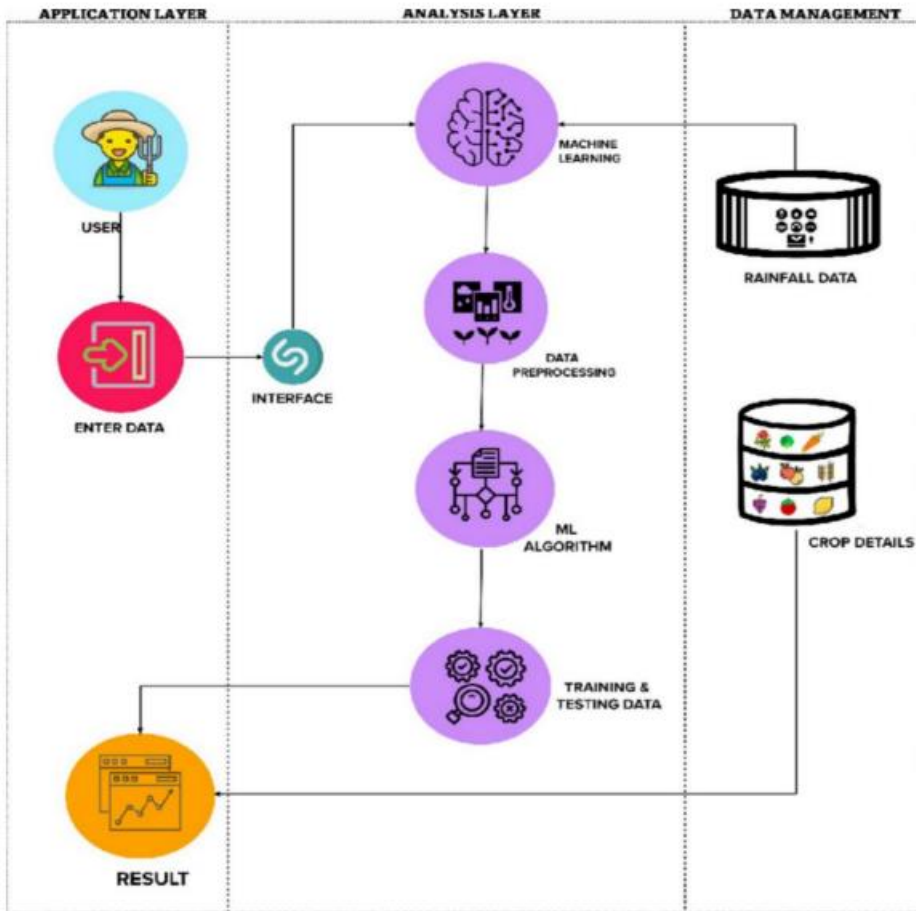 APPLICATION LAYER
ANALYSIS LAYER
DATA MANAGEMENT
MACHINE
LEARNING
USER
RAINFALL DATA
DATA
PREPROCESSING
INTERFACE
ENTER DATA
ML
ALGORITHM
CROP DETAILS
TRAINING &
TESTING DATA
RESULT